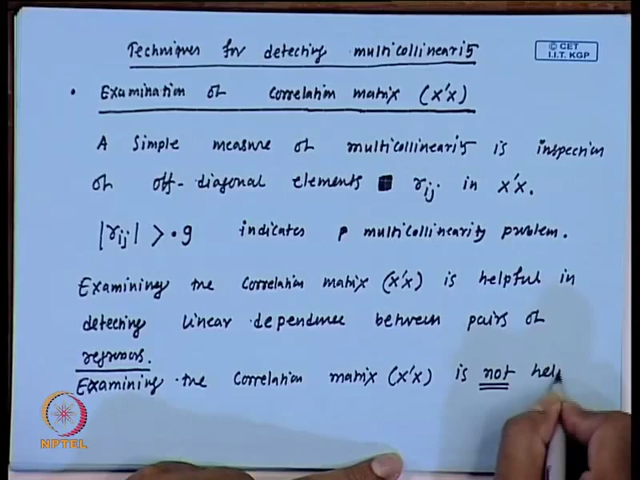 Techniques for detecting multicollinearity
© CET
I.I.T. KGP
• Examination of Correlation matrix (X'X)
A simple measure of multicollinearity is inspection
of off-diagonal elements rij in X'X.
|rij| > .9 indicates multicollinearity problem.
Examining the correlation matrix (X'X) is helpful in
detecting linear dependence between pairs of
regressors.
Examining the correlation matrix (X'X) is not hel
NPTEL